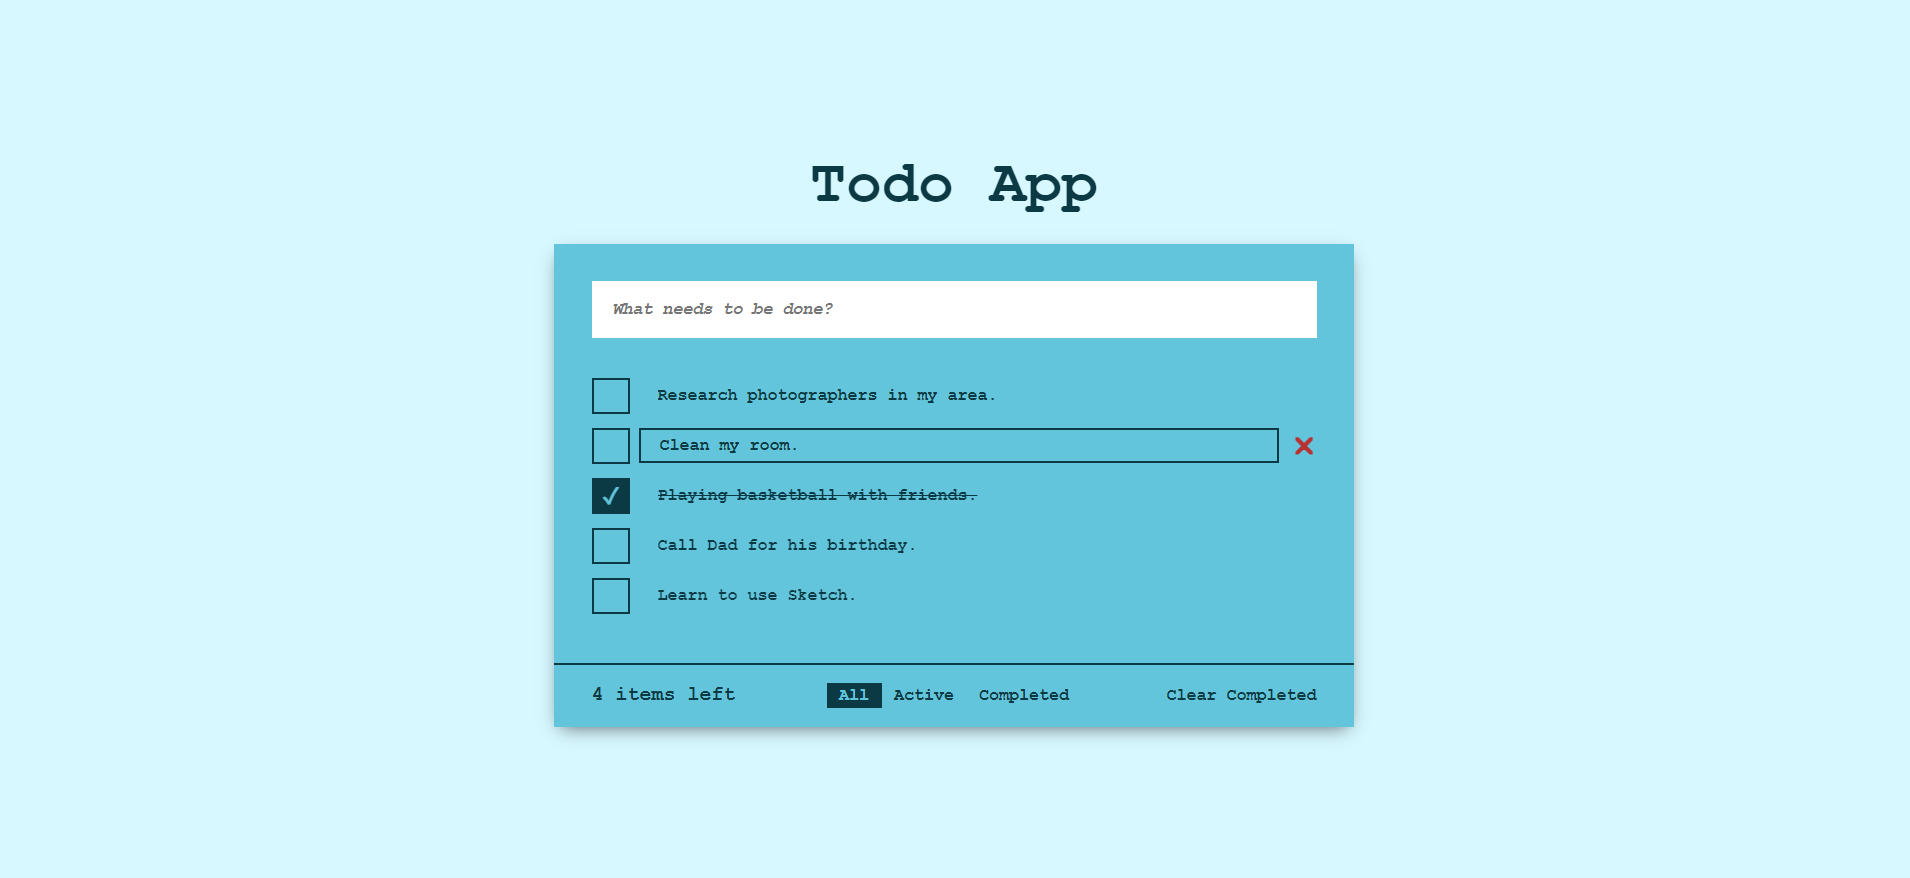 Todo App
What needs to be done?
Research photographers in my area.
Clean my room.
Playing basketball with friends.
Call Dad for his birthday.
Learn to use Sketch.
4 items left All Active Completed Clear Completed